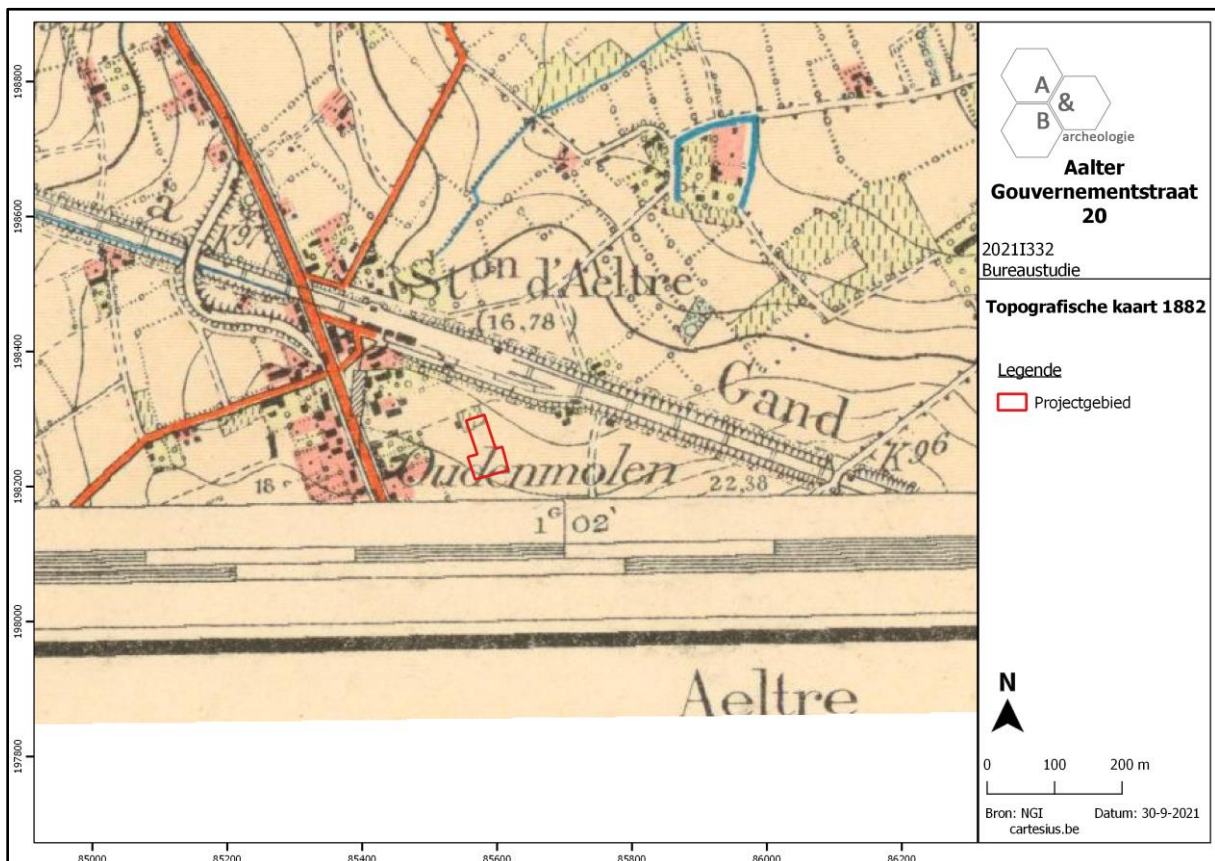 198800
198600
198400
198200
198000
197800
a
K97
Ston d'Aeltre
(16,78)
Gand
K96
Oudenmolen
18
22,38
1G 02'
Aeltre
85000
85200
85400
85600
85800
86000
86200
A
&
B
archeologie
Aalter
Gouvernementstraat
20
2021I332
Bureaustudie
Topografische kaart 1882
Legende
Projectgebied
N
0 100 200 m
Bron: NGI Datum: 30-9-2021
cartesius.be